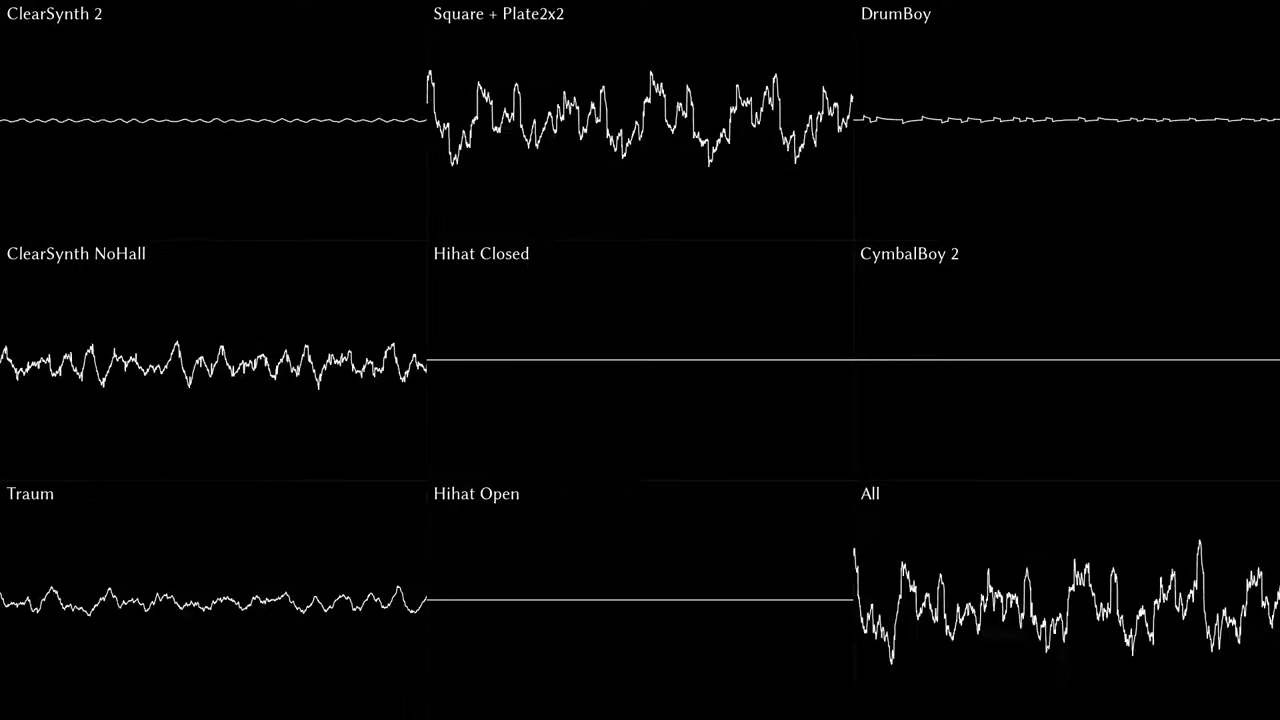 ClearSynth 2
Square + Plate2x2
DrumBoy
ClearSynth NoHall
Hihat Closed
CymbalBoy 2
Traum
Hihat Open
All